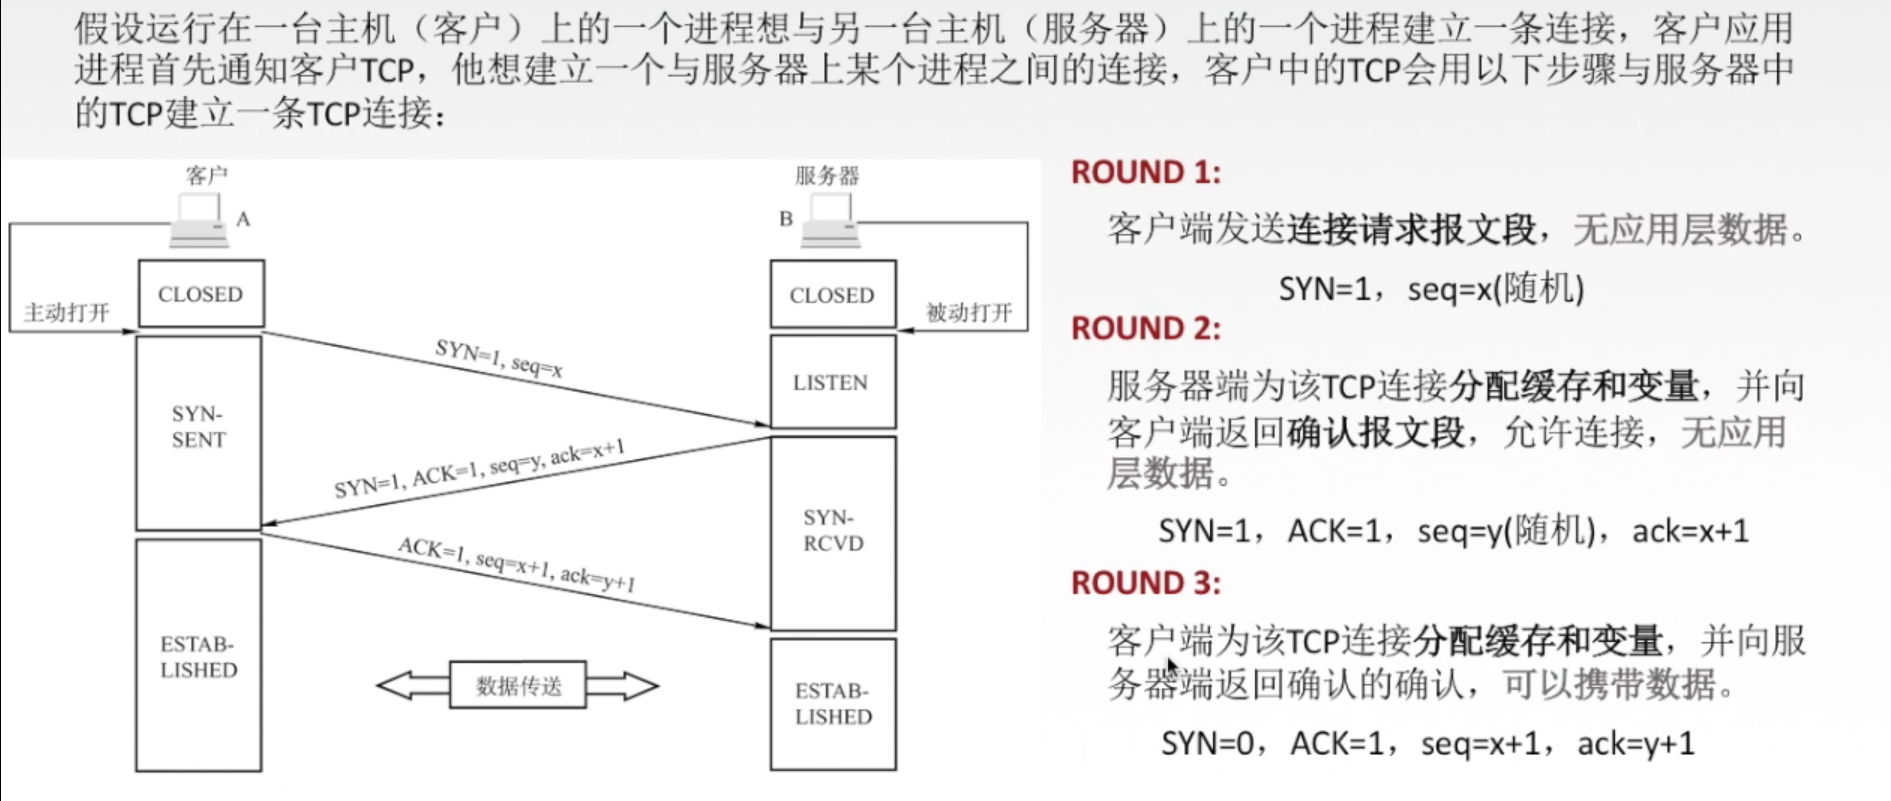 假设运行在一台主机（客户）上的一个进程想与另一台主机（服务器）上的一个进程建立一条连接，客户应用
进程首先通知客户TCP，他想建立一个与服务器上某个进程之间的连接，客户中的TCP会用以下步骤与服务器中
的TCP建立一条TCP连接：
客户
服务器
A
B
CLOSED
CLOSED
主动打开
被动打开
SYN=1, seq=x
LISTEN
SYN-
SENT
SYN=1, ACK=1, seq=y, ack=x+1
SYN-
RCVD
ACK=1, seq=x+1, ack=y+1
ESTAB-
LISHED
数据传送
ESTAB-
LISHED
ROUND 1:
客户端发送连接请求报文段，无应用层数据。
SYN=1，seq=x(随机)
ROUND 2:
服务器端为该TCP连接分配缓存和变量，并向
客户端返回确认报文段，允许连接，无应用
层数据。
SYN=1，ACK=1，seq=y(随机)，ack=x+1
ROUND 3:
客户端为该TCP连接分配缓存和变量，并向服
务器端返回确认的确认，可以携带数据。
SYN=0，ACK=1，seq=x+1，ack=y+1